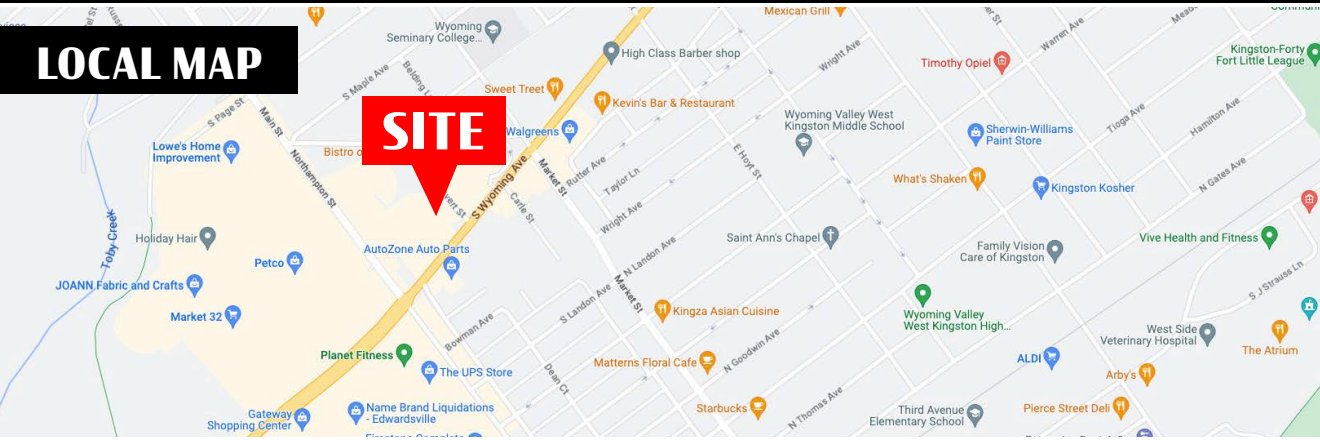 LOCAL MAP
SITE
Mexican Grill
Wyoming
Seminary College...
High Class Barber shop
Wright Ave
Warren Ave
Timothy Opiel
Kingston-Forty
Fort Little League
S Maple Ave
Sweet Treet
Kevin's Bar & Restaurant
S Page St
Main St
Walgreens
Wyoming Valley West
Kingston Middle School
Sherwin-Williams
Paint Store
Tioga Ave
Hamilton Ave
Lowe's Home
Improvement
Northampton St
Market St
Rutter Ave
Taylor Ln
E Hoyt St
What's Shaken
Kingston Kosher
N Gates Ave
S Wyoming Ave
Carle St
Wright Ave
Toby Creek
Holiday Hair
AutoZone Auto Parts
Petco
N Landon Ave
Saint Ann's Chapel
Family Vision
Care of Kingston
Vive Health and Fitness
JOANN Fabric and Crafts
S Landon Ave
Market St
S J Strauss Ln
Market 32
Kingza Asian Cuisine
Wyoming Valley
West Kingston High...
Bowman Ave
West Side
Veterinary Hospital
The Atrium
Planet Fitness
The UPS Store
Dean Ct
Matterns Floral Cafe
N Goodwin Ave
ALDI
Arby's
Gateway
Shopping Center
Name Brand Liquidations
- Edwardsville
Starbucks
N Thomas Ave
Third Avenue
Elementary School
Pierce Street Deli